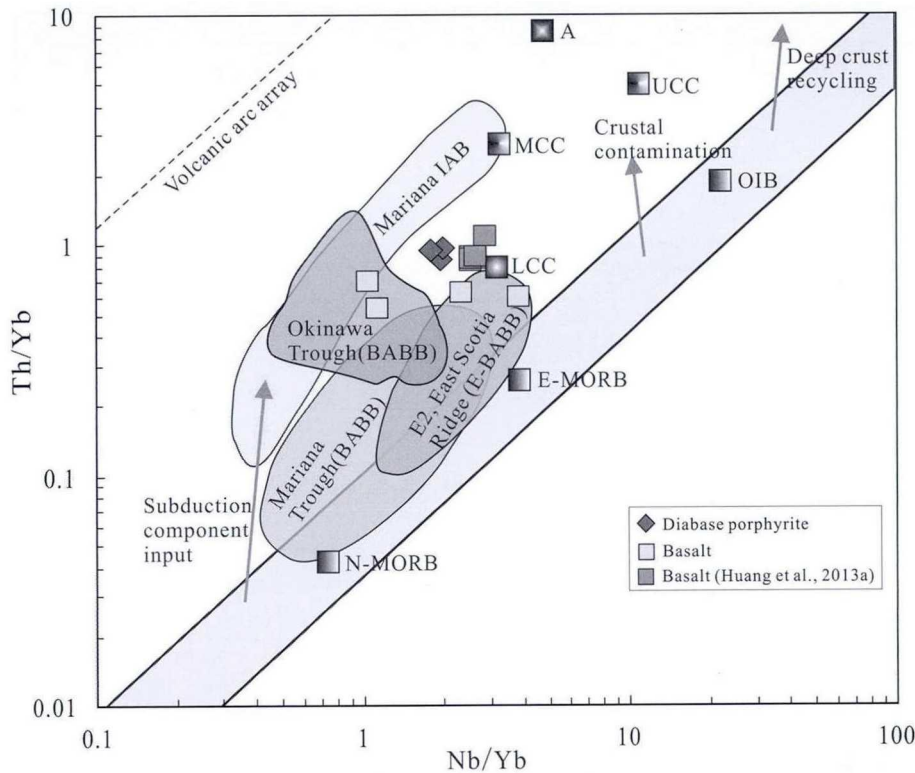 10
1
0.1
0.01
Th/Yb
0.1
1
10
100
Nb/Yb
Volcanic arc array
A
UCC
MCC
Mariana IAB
Deep crust
recycling
Crustal
contamination
OIB
LCC
Okinawa
Trough(BABB)
E2, East Scotia
Ridge (E-BABB)
E-MORB
Mariana
Trough(BABB)
Subduction
component
input
N-MORB
Diabase porphyrite
Basalt
Basalt (Huang et al., 2013a)